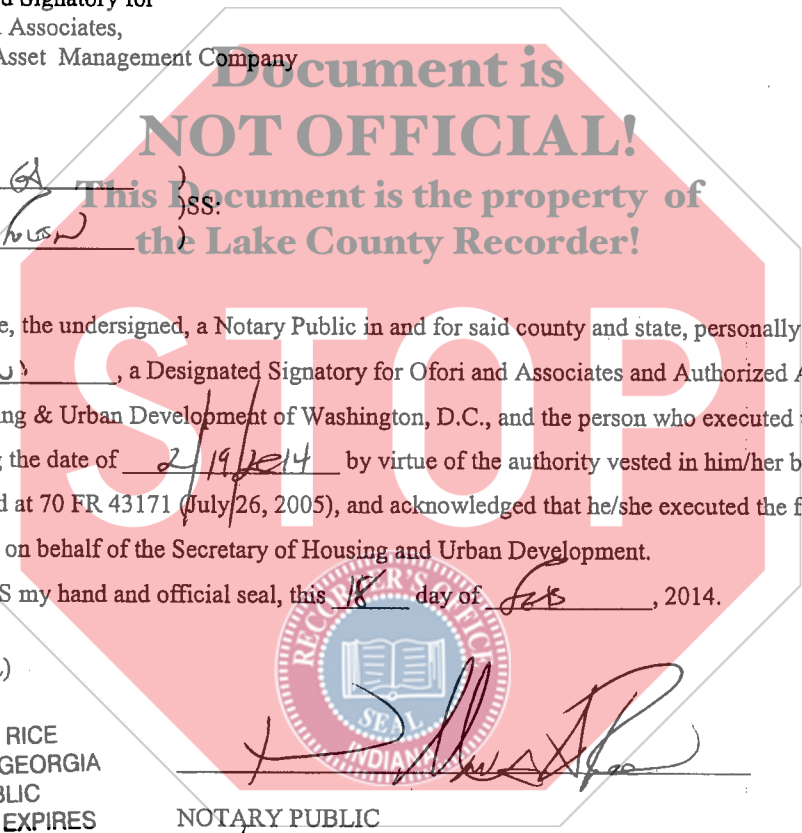 d Signatory for
Associates,
Asset Management Company
Document is
NOT OFFICIAL!
This Document is the property of
the Lake County Recorder!
GA )
)SS:
)
STOP
e, the undersigned, a Notary Public in and for said county and state, personally
, a Designated Signatory for Ofori and Associates and Authorized A
ng & Urban Development of Washington, D.C., and the person who executed
g the date of 2/19/2014 by virtue of the authority vested in him/her b
d at 70 FR 43171 (July 26, 2005), and acknowledged that he/she executed the f
on behalf of the Secretary of Housing and Urban Development.
S my hand and official seal, this 18 day of Feb , 2014.
RECORDER'S OFFICE
SEAL
INDIANA
.)
RICE
GEORGIA
BLIC
EXPIRES
NOTARY PUBLIC